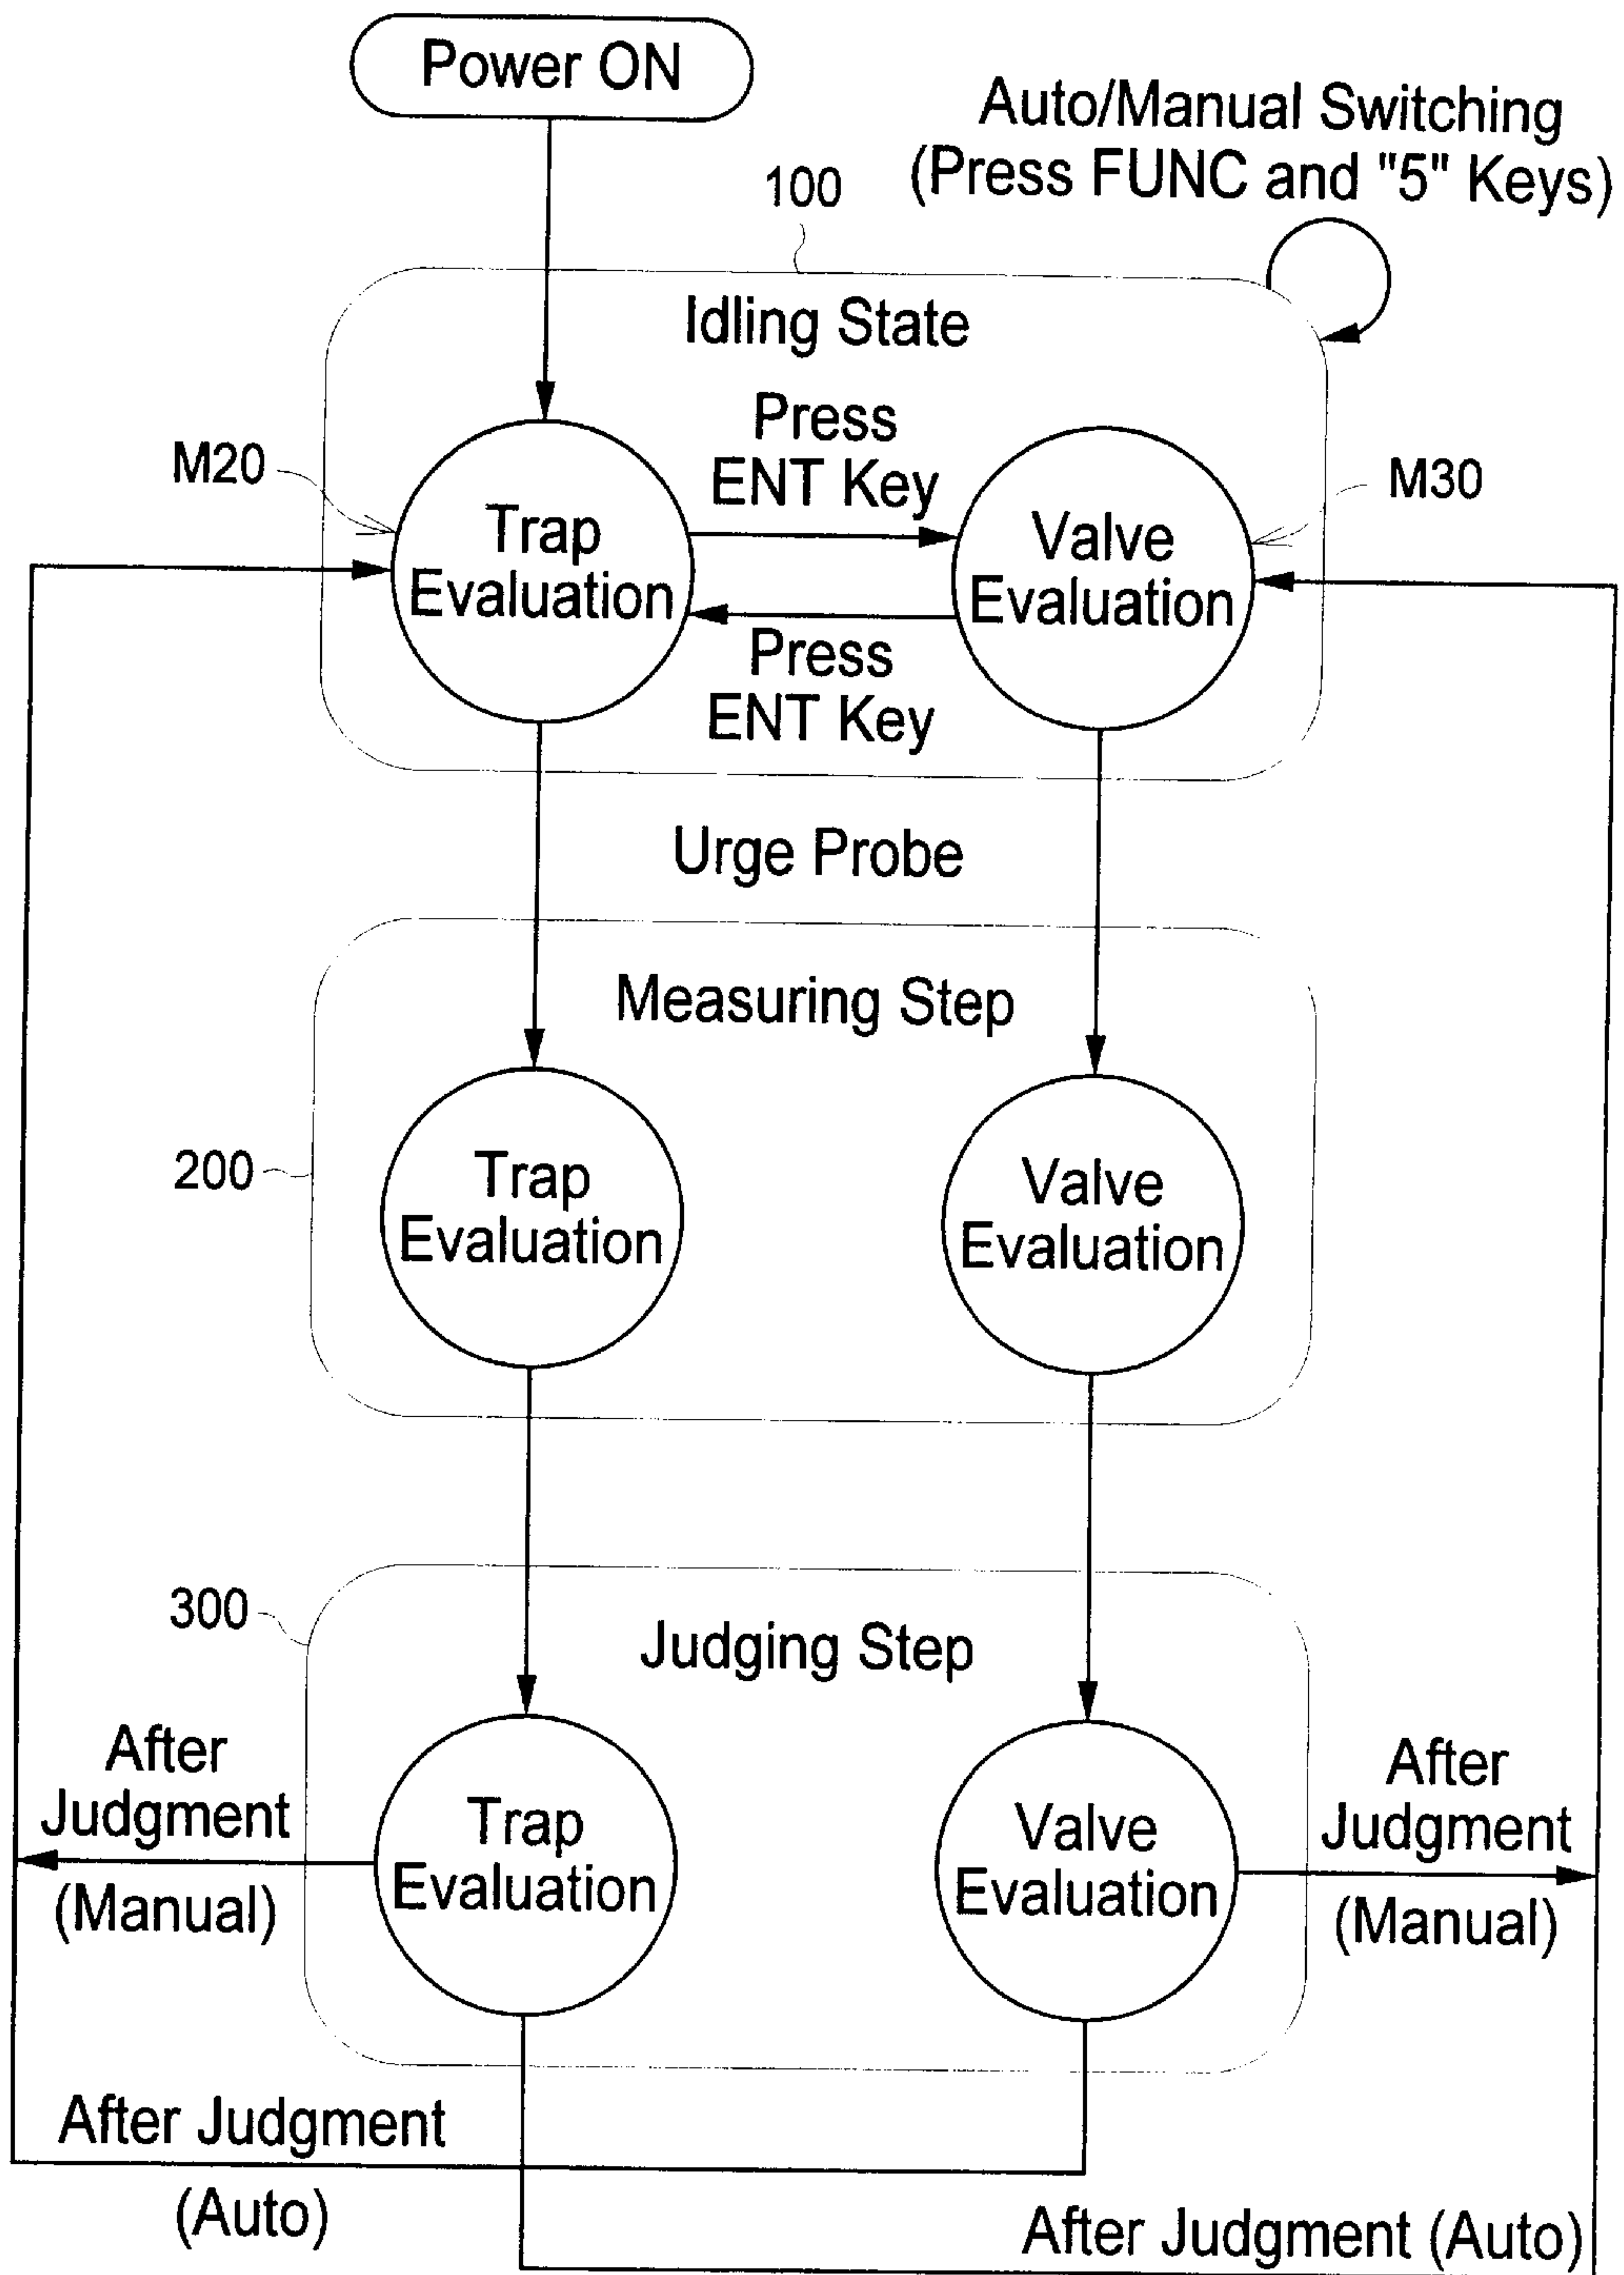 Power ON
Auto/Manual Switching
(Press FUNC and "5" Keys)
100
Idling State
Press
ENT Key
M20
M30
Trap
Evaluation
Valve
Evaluation
Press
ENT Key
Urge Probe
Measuring Step
200
Trap
Evaluation
Valve
Evaluation
300
Judging Step
After
Judgment
(Manual)
Trap
Evaluation
Valve
Evaluation
After
Judgment
(Manual)
After Judgment
(Auto)
After Judgment (Auto)